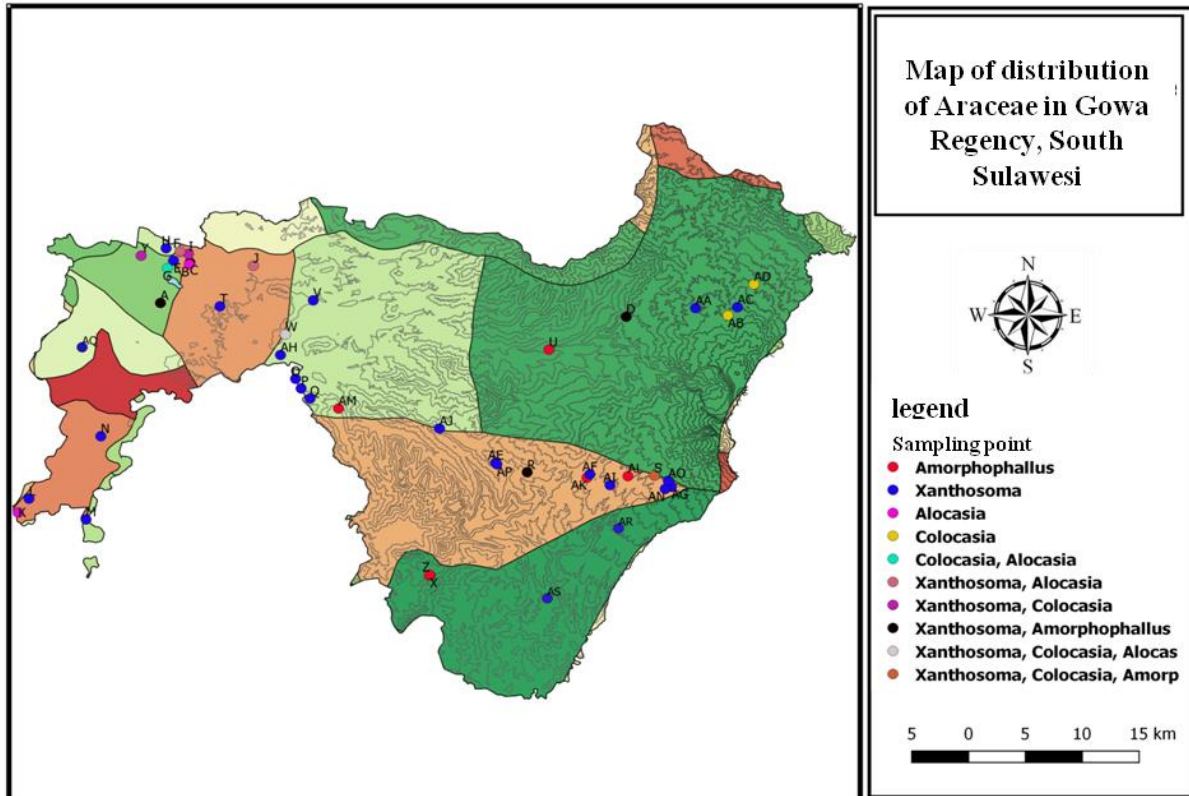 Map of distribution
of Araceae in Gowa
Regency, South
Sulawesi
N
W
E
S
legend
Sampling point
Amorphophallus
Xanthosoma
Alocasia
Colocasia
Colocasia, Alocasia
Xanthosoma, Alocasia
Xanthosoma, Colocasia
Xanthosoma, Amorphophallus
Xanthosoma, Colocasia, Alocas
Xanthosoma, Colocasia, Amorp
5 0 5 10 15 km
H
F
I
Y
E
B
C
G
J
A
T
V
W
AH
P
O
AM
AQ
N
L
X
M
AD
AA
AC
AB
D
U
AJ
AE
AP
R
AF
AK
AI
AL
S
AO
AN
AG
AR
Z
X
AS